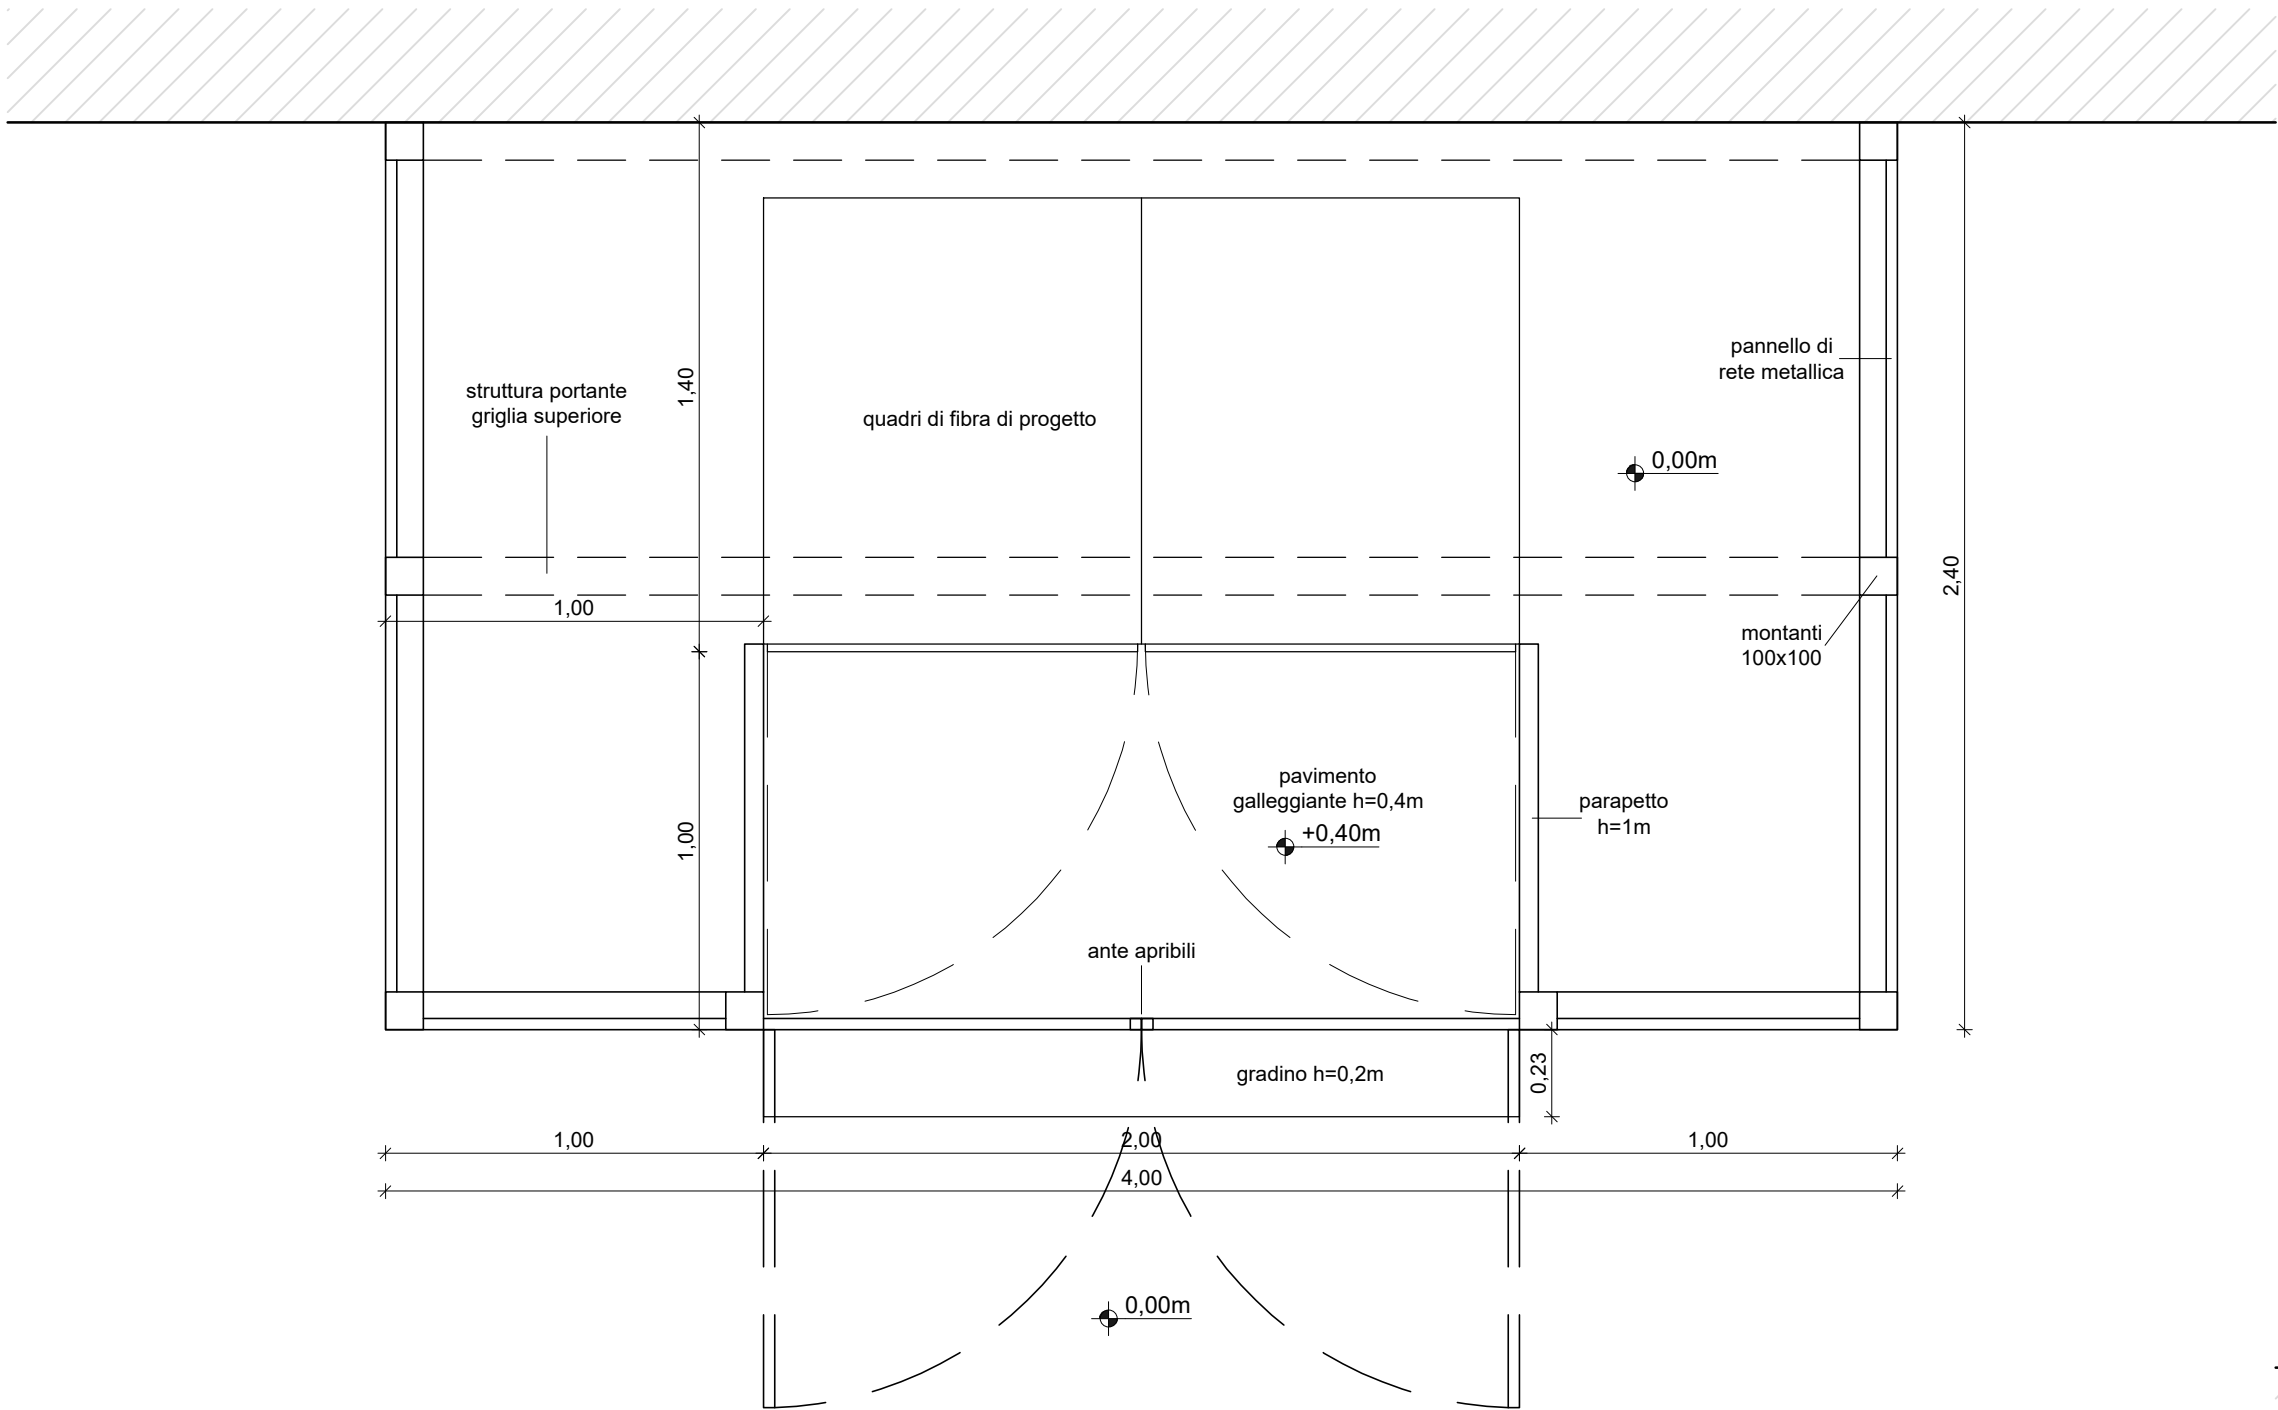 pannello di
rete metallica
1,40
struttura portante
griglia superiore
quadri di fibra di progetto
0,00m
2,40
1,00
montanti
100x100
pavimento
galleggiante h=0,4m
+0,40m
parapetto
h=1m
1,00
ante apribili
gradino h=0,2m
0,23
1,00
2,00
1,00
4,00
0,00m